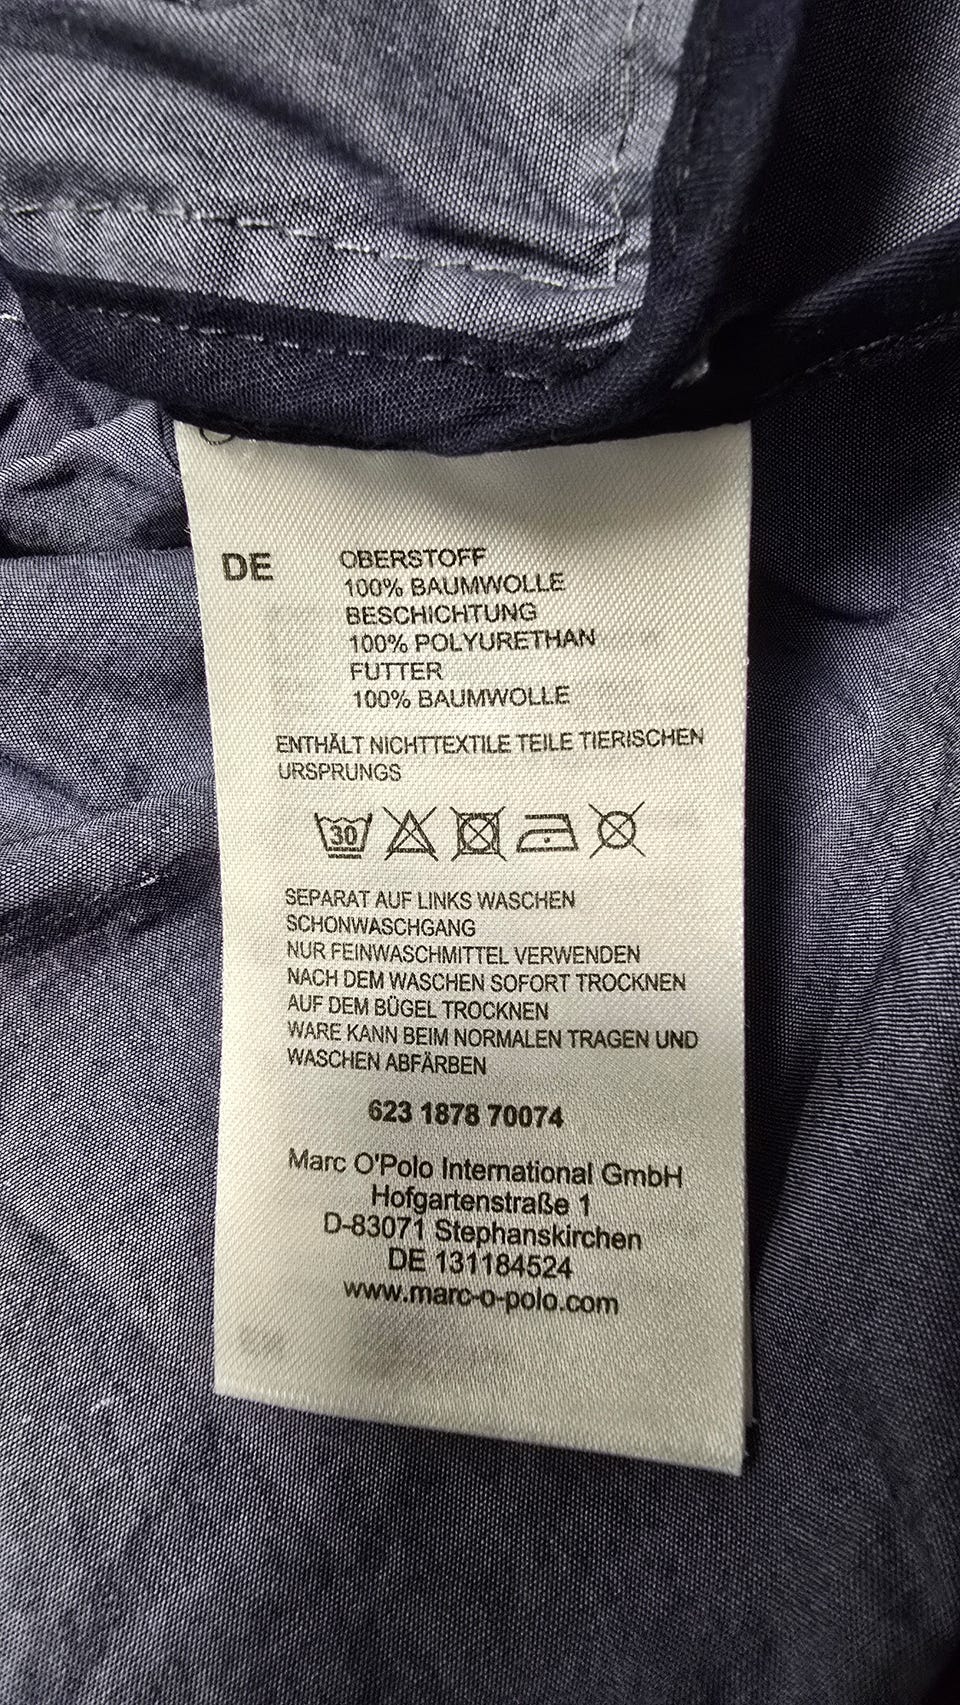 DE
OBERSTOFF
100% BAUMWOLLE
BESCHICHTUNG
100% POLYURETHAN
FUTTER
100% BAUMWOLLE
ENTHÄLT NICHTTEXTILE TEILE TIERISCHEN
URSPRUNGS
30
SEPARAT AUF LINKS WASCHEN
SCHONWASCHGANG
NUR FEINWASCHMITTEL VERWENDEN
NACH DEM WASCHEN SOFORT TROCKNEN
AUF DEM BÜGEL TROCKNEN
WARE KANN BEIM NORMALEN TRAGEN UND
WASCHEN ABFÄRBEN
623 1878 70074
Marc O'Polo International GmbH
Hofgartenstraße 1
D-83071 Stephanskirchen
DE 131184524
www.marc-o-polo.com